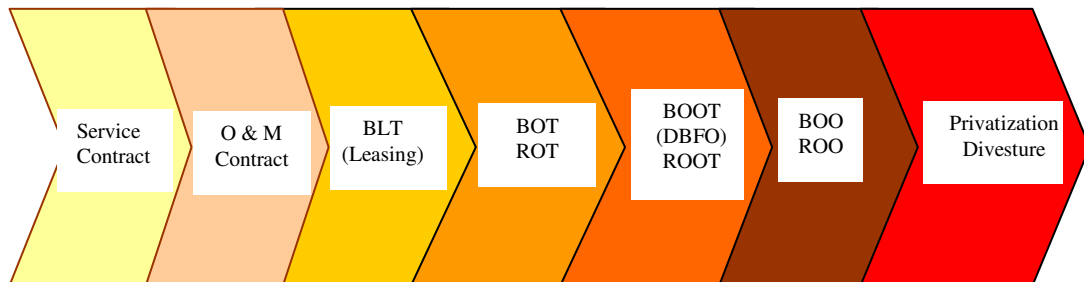 Service
Contract
O & M
Contract
BLT
(Leasing)
BOT
ROT
BOOT
(DBFO)
ROOT
BOO
ROO
Privatization
Divesture